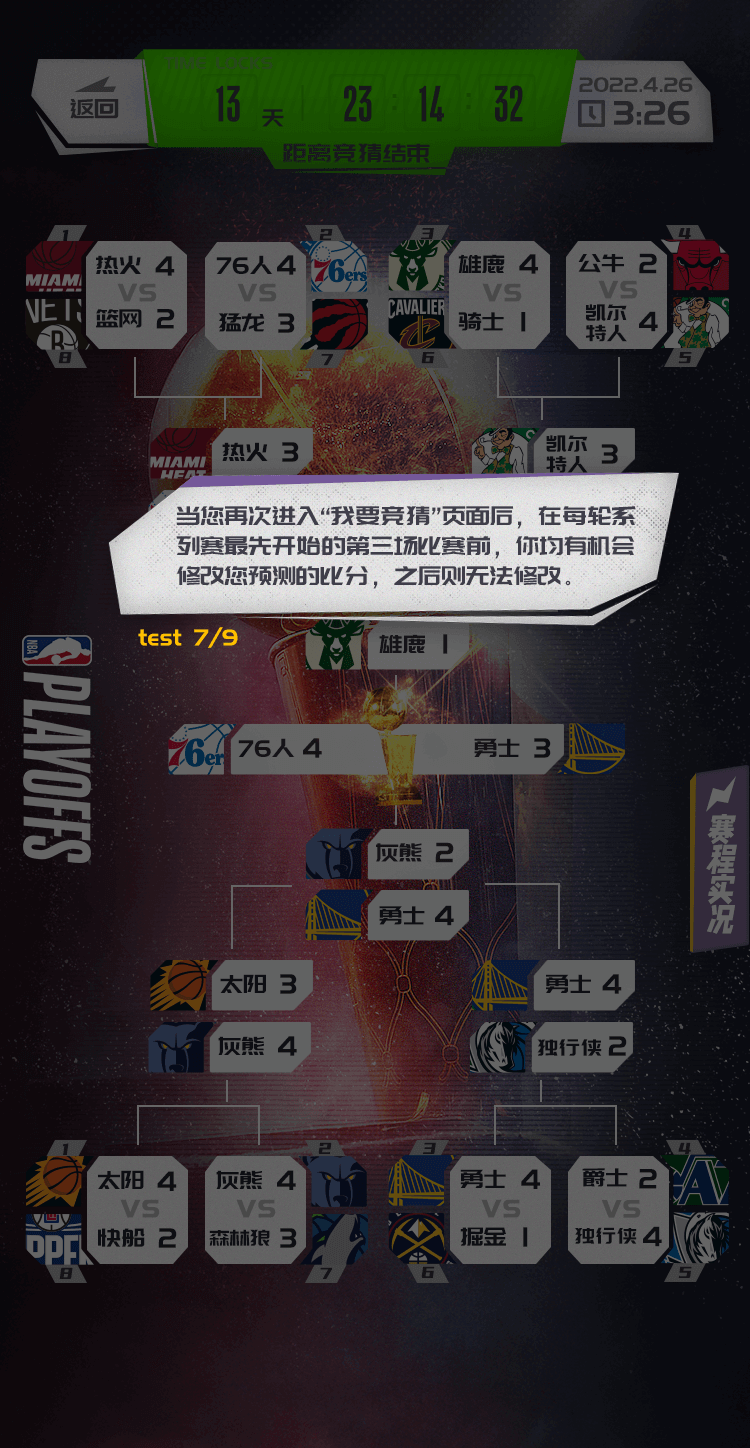 TIME LEFT
返回
13 天 23 : 14 : 32
2022.4.26
3:26
距离竞猜结束
1
2
3
4
MIAMI
热火 4
76人 4
76ers
雄鹿 4
公牛 2
VS
VS
VS
VS
NETS
篮网 2
猛龙 3
CAVALIERS
骑士 1
凯尔
特人 4
B
8
7
6
5
热火 3
凯尔
特人 3
MIAMI
HEAT
当您再次进入“我要竞猜”页面后，在每轮系
列赛最先开始的第三场比赛前，你均有机会
修改您预测的比分，之后则无法修改。
test 7/9
雄鹿 1
NBA
PLAYOFFS
76er
76人 4
勇士 3
赛程实况
灰熊 2
勇士 4
太阳 3
勇士 4
灰熊 4
独行侠 2
1
2
3
4
太阳 4
灰熊 4
勇士 4
爵士 2
VS
VS
VS
VS
快船 2
森林狼 3
掘金 1
独行侠 4
8
7
6
5